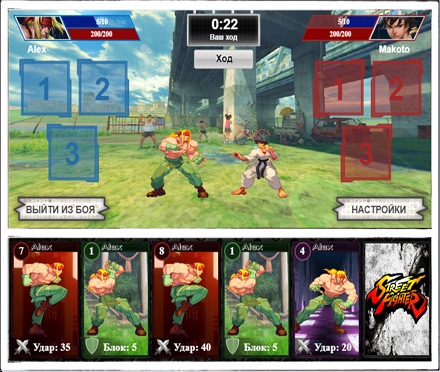 5/10
200/200
Alex
0:22
Ваш ход
Ход
5/10
200/200
Makoto
1
2
3
1
2
3
ВЫЙТИ ИЗ БОЯ
НАСТРОЙКИ
7 Alex
Удар: 35
1 Alex
Блок: 5
8 Alex
Удар: 40
1 Alex
Блок: 5
4 Alex
Удар: 20
STREET
FIGHTER